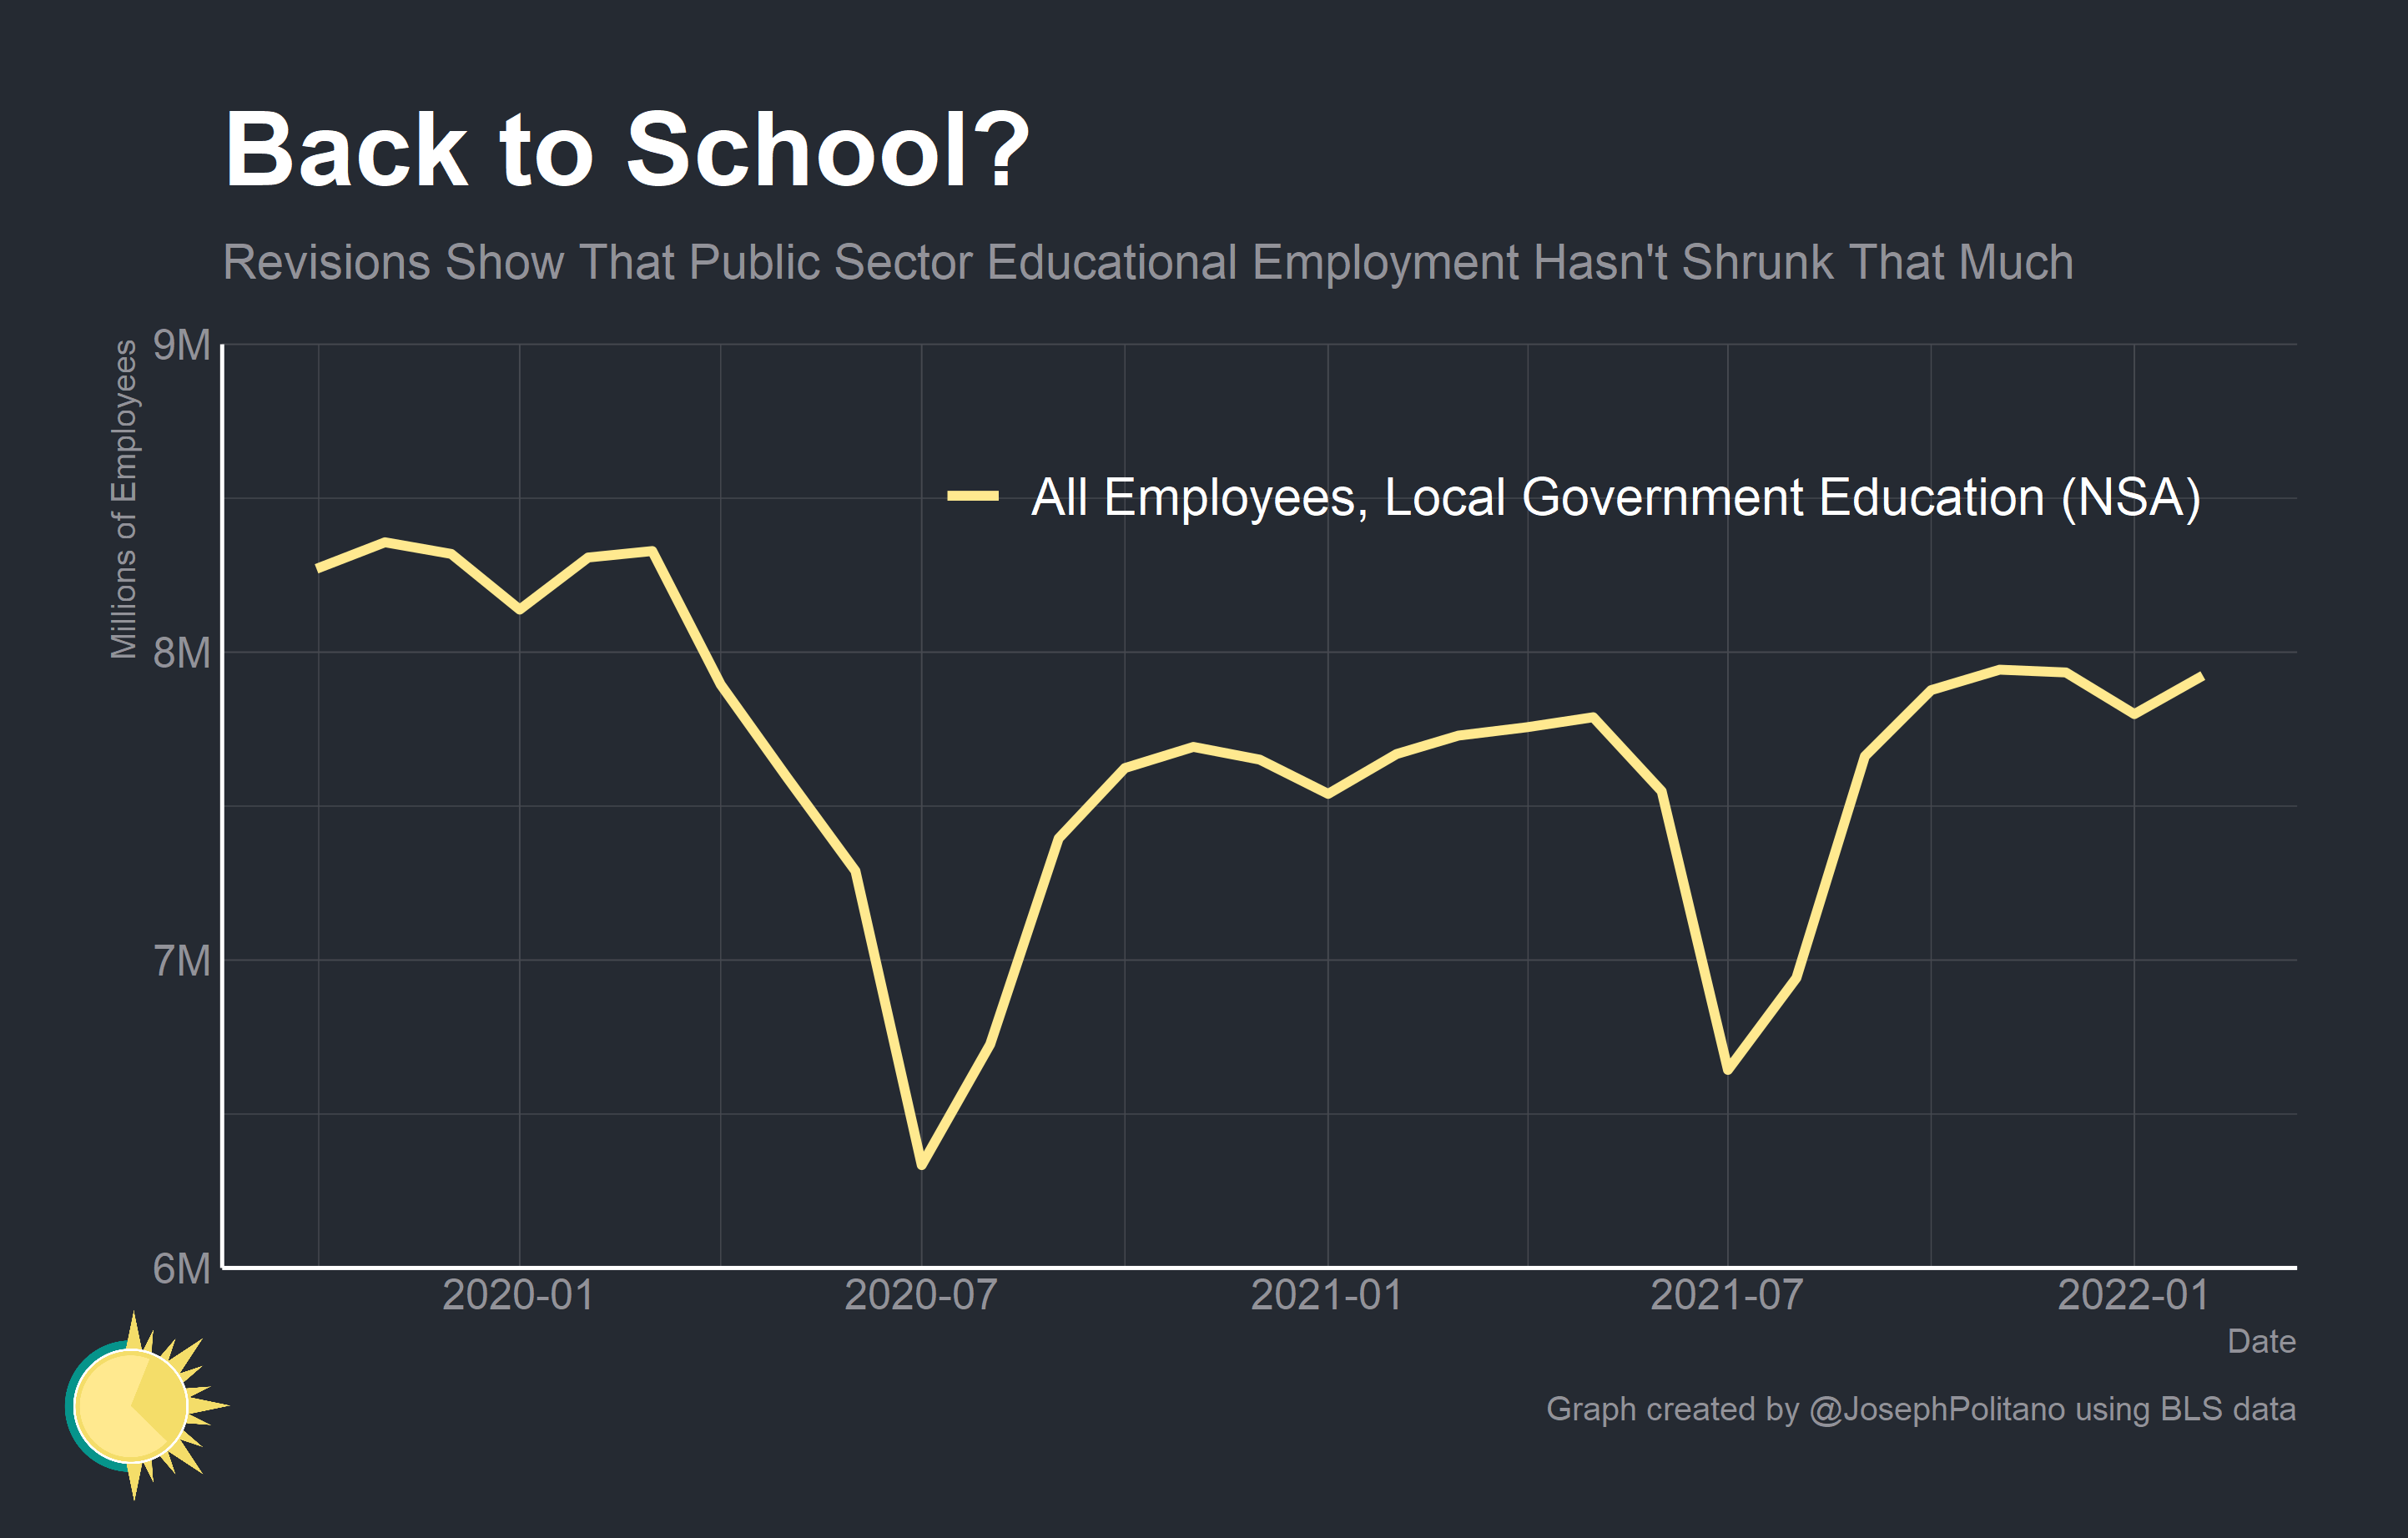 Back to School?
Revisions Show That Public Sector Educational Employment Hasn't Shrunk That Much
Millions of Employees
9M
8M
7M
6M
All Employees, Local Government Education (NSA)
2020-01
2020-07
2021-01
2021-07
2022-01
Date
Graph created by @JosephPolitano using BLS data